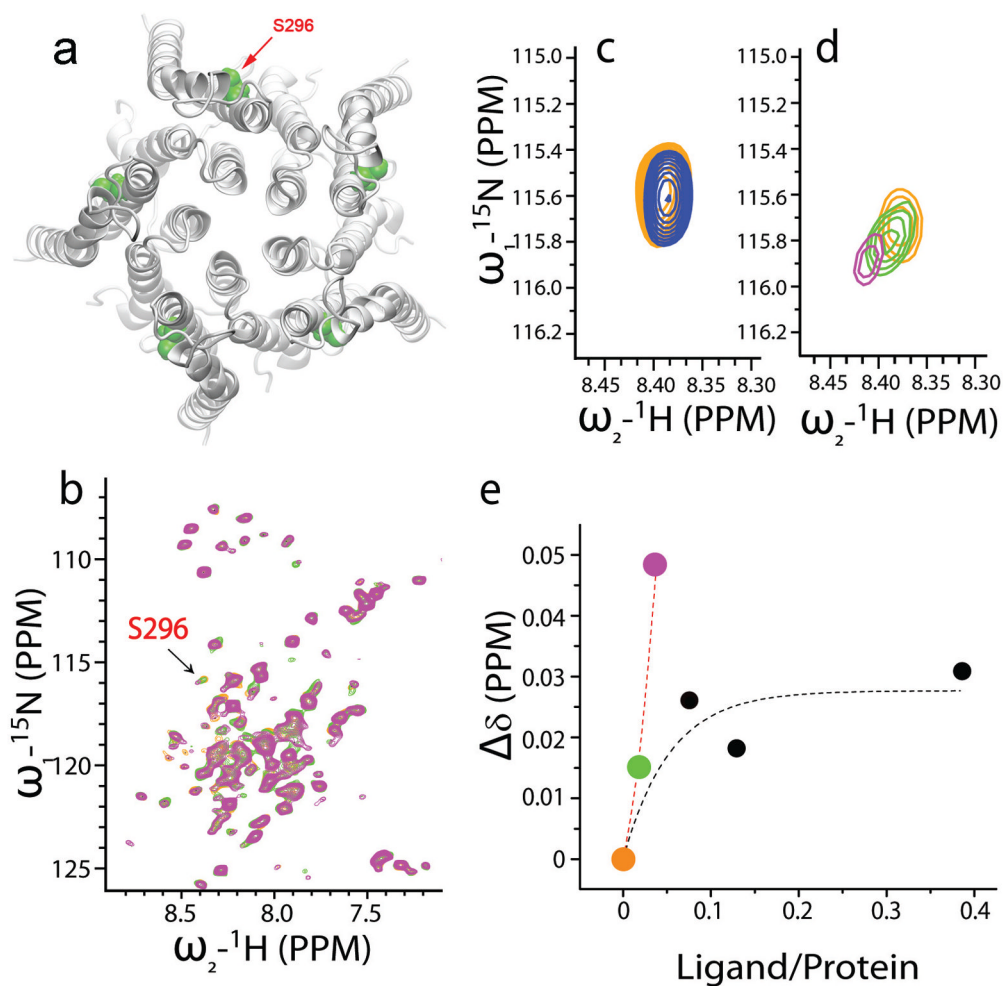 a
S296
c
115.0
115.2
115.4
115.6
115.8
116.0
116.2
ω₁-¹⁵N (PPM)
8.45 8.40 8.35 8.30
ω₂-¹H (PPM)
d
115.0
115.2
115.4
115.6
115.8
116.0
116.2
8.45 8.40 8.35 8.30
ω₂-¹H (PPM)
b
S296
110
115
120
125
ω₁-¹⁵N (PPM)
8.5 8.0 7.5
ω₂-¹H (PPM)
e
0.05
0.04
0.03
0.02
0.01
0
Δδ (PPM)
0 0.1 0.2 0.3 0.4
Ligand/Protein